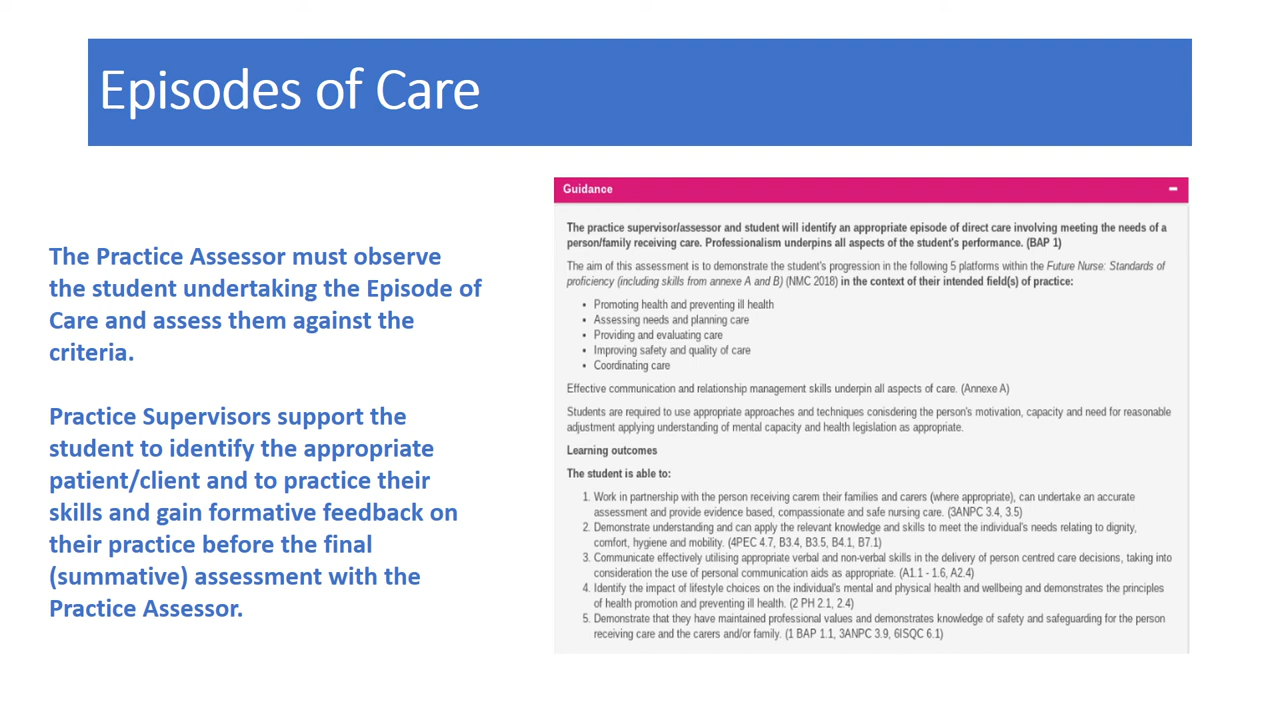 Episodes of Care
The Practice Assessor must observe
the student undertaking the Episode of
Care and assess them against the
criteria.
Practice Supervisors support the
student to identify the appropriate
patient/client and to practice their
skills and gain formative feedback on
their practice before the final
(summative) assessment with the
Practice Assessor.
Guidance
The practice supervisor/assessor and student will identify an appropriate episode of direct care involving meeting the needs of a
person/family receiving care. Professionalism underpins all aspects of the student's performance. (BAP 1)
The aim of this assessment is to demonstrate the student's progression in the following 5 platforms within the Future Nurse: Standards of
proficiency (including skills from annexe A and B) (NMC 2018) in the context of their intended field(s) of practice:
• Promoting health and preventing ill health
• Assessing needs and planning care
• Providing and evaluating care
• Improving safety and quality of care
• Coordinating care
Effective communication and relationship management skills underpin all aspects of care. (Annexe A)
Students are required to use appropriate approaches and techniques conisdering the person's motivation, capacity and need for reasonable
adjustment applying understanding of mental capacity and health legislation as appropriate.
Learning outcomes
The student is able to:
1. Work in partnership with the person receiving carem their families and carers (where appropriate), can undertake an accurate
assessment and provide evidence based, compassionate and safe nursing care. (3ANPC 3.4, 3.5)
2. Demonstrate understanding and can apply the relevant knowledge and skills to meet the individual's needs relating to dignity,
comfort, hygiene and mobility. (4PEC 4.7, B3.4, B3.5, B4.1, B7.1)
3. Communicate effectively utilising appropriate verbal and non-verbal skills in the delivery of person centred care decisions, taking into
consideration the use of personal communication aids as appropriate. (A1.1 - 1.6, A2.4)
4. Identify the impact of lifestyle choices on the individual's mental and physical health and wellbeing and demonstrates the principles
of health promotion and preventing ill health. (2 PH 2.1, 2.4)
5. Demonstrate that they have maintained professional values and demonstrates knowledge of safety and safeguarding for the person
receiving care and the carers and/or family. (1 BAP 1.1, 3ANPC 3.9, 6ISQC 6.1)